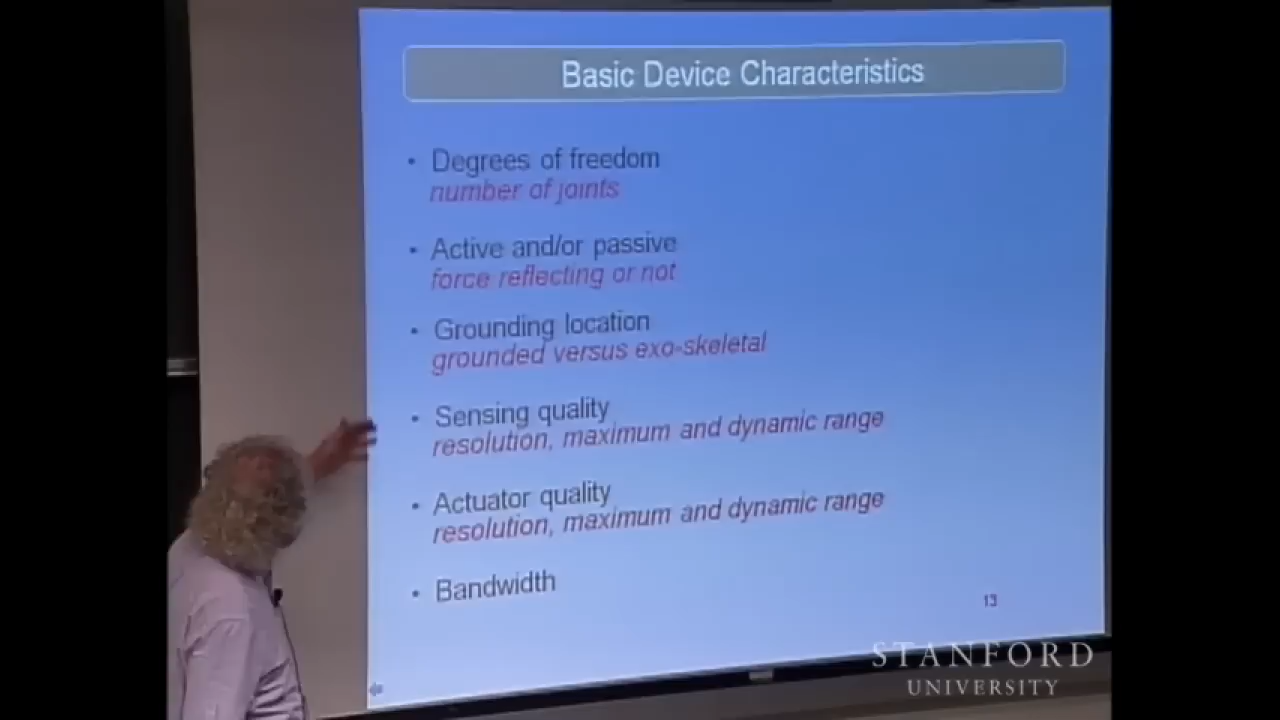 Basic Device Characteristics
• Degrees of freedom
number of joints
• Active and/or passive
force reflecting or not
• Grounding location
grounded versus exo-skeletal
• Sensing quality
resolution, maximum and dynamic range
• Actuator quality
resolution, maximum and dynamic range
• Bandwidth
13
STANFORD
UNIVERSITY